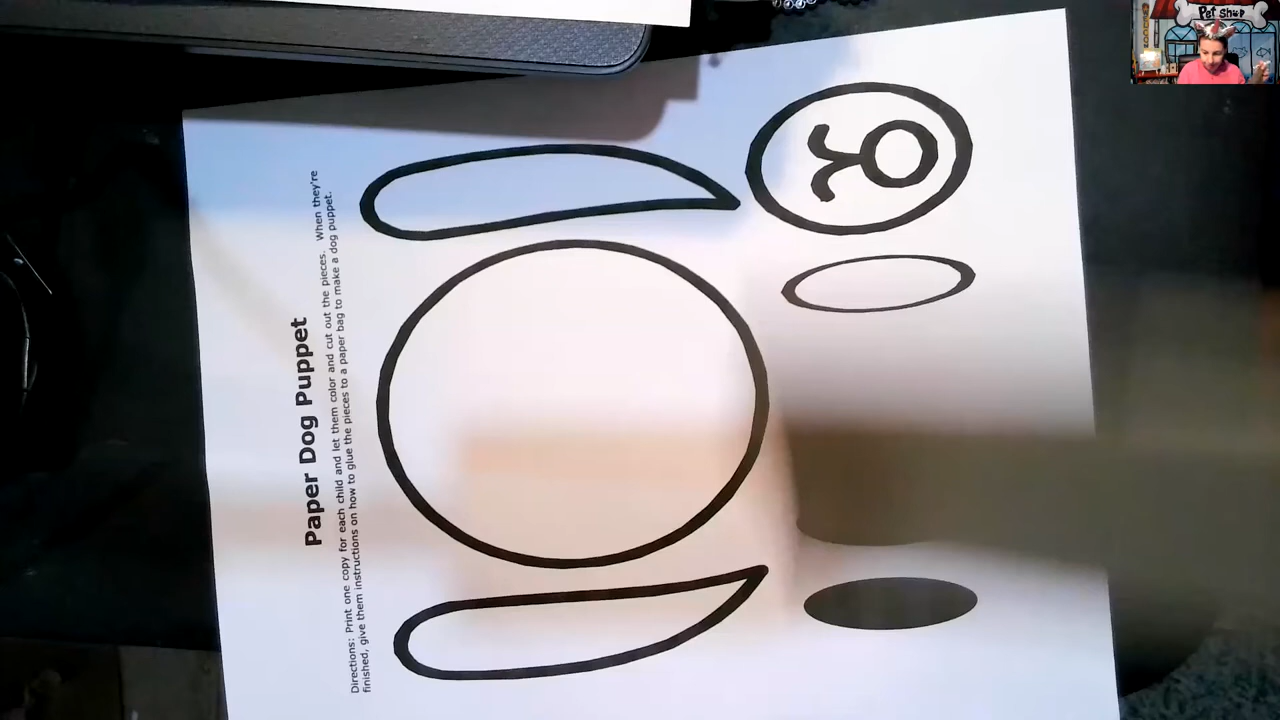 Paper Dog Puppet
Directions: Print one copy for each child and let them color and cut out the pieces. When they're
finished, give them instructions on how to glue the pieces to a paper bag to make a dog puppet.
Pet Shop